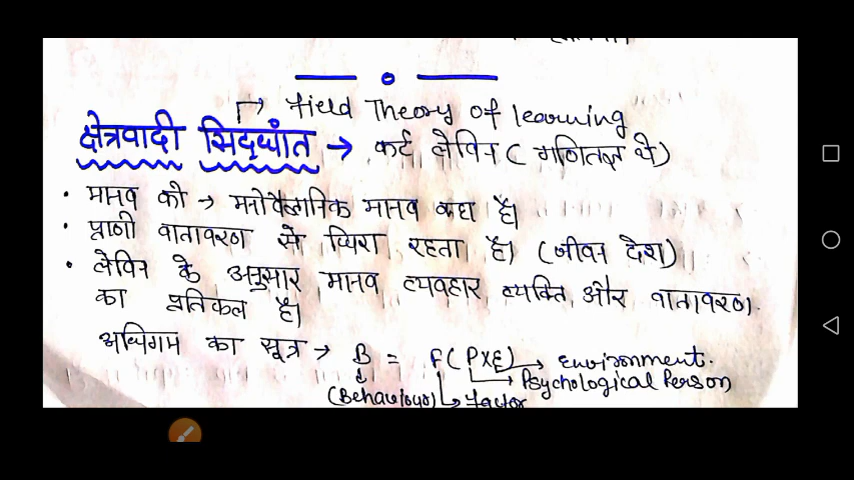 Field Theory of learning
क्षेत्रवादी सिद्धांत → कर्ट लेविन ( गणितज्ञ थे)
• मानव को → मनोवैज्ञानिक मानव कहा है।
• प्राणी वातावरण से घिरा रहता है। (जीवन देश)
• लेविन के अनुसार मानव व्यवहार, व्यक्ति और वातावरण
का प्रतिफल है।
अधिगम का सूत्र → B = F( P×E) → Environment.
→ Psychological Person
(Behaviour) → factor